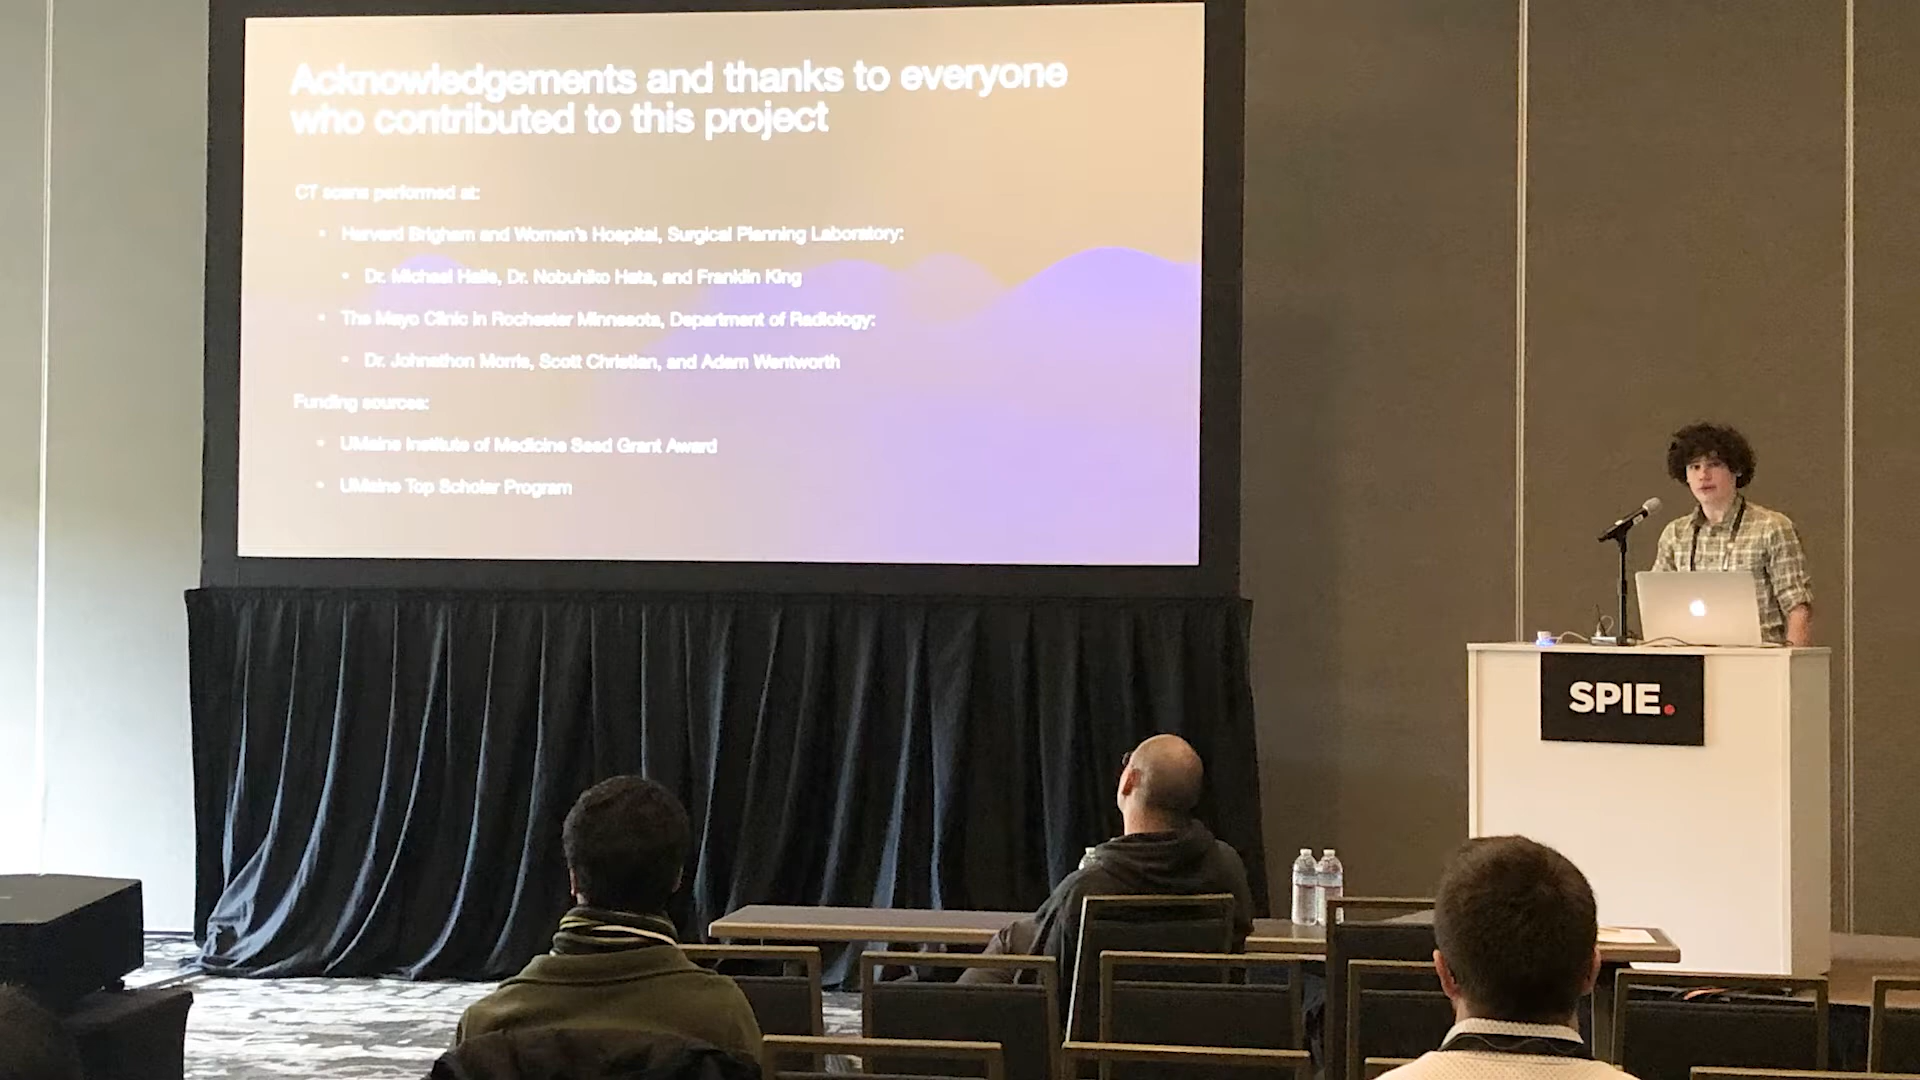 Acknowledgements and thanks to everyone
who contributed to this project
CT scans performed at:
• Harvard Brigham and Women's Hospital, Surgical Planning Laboratory:
• Dr. Michael Halle, Dr. Nobuhiko Hata, and Franklin King
• The Mayo Clinic in Rochester Minnesota, Department of Radiology:
• Dr. Johnathon Morris, Scott Christian, and Adam Wentworth
Funding sources:
• UMaine Institute of Medicine Seed Grant Award
• UMaine Top Scholar Program
SPIE.